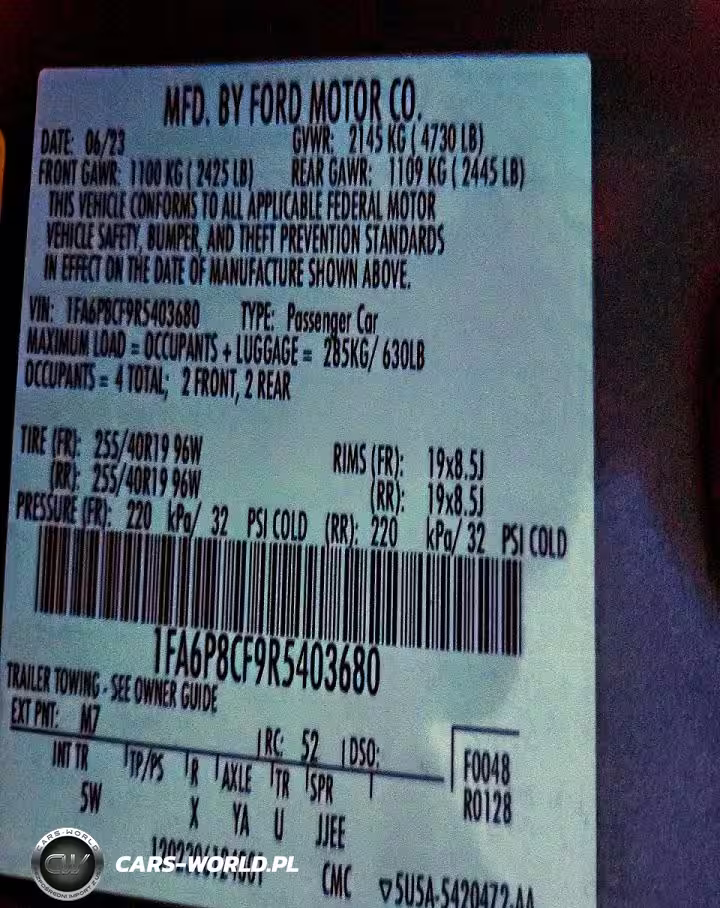 MFD. BY FORD MOTOR CO.
DATE: 06/23 GVWR: 2145 KG ( 4730 LB)
FRONT GAWR: 1100 KG ( 2425 LB) REAR GAWR: 1109 KG ( 2445 LB)
THIS VEHICLE CONFORMS TO ALL APPLICABLE FEDERAL MOTOR
VEHICLE SAFETY, BUMPER, AND THEFT PREVENTION STANDARDS
IN EFFECT ON THE DATE OF MANUFACTURE SHOWN ABOVE.
VIN: 1FA6P8CF9R5403680 TYPE: Passenger Car
MAXIMUM LOAD = OCCUPANTS + LUGGAGE = 285KG/ 630LB
OCCUPANTS = 4 TOTAL; 2 FRONT, 2 REAR
TIRE (FR): 255/40R19 96W RIMS (FR): 19x8.5J
(RR): 255/40R19 96W (RR): 19x8.5J
PRESSURE (FR): 220 kPa/ 32 PSI COLD (RR): 220 kPa/ 32 PSI COLD
1FA6P8CF9R5403680
TRAILER TOWING - SEE OWNER GUIDE
EXT PNT: M7 RC: 52 DSO:
INT TR TP/PS R AXLE TR SPR
5W X YA U JJEE
F0048
R0128
CMC 5U5A-5420472-AA
CARS-WORLD
CW
CARS-WORLD.PL